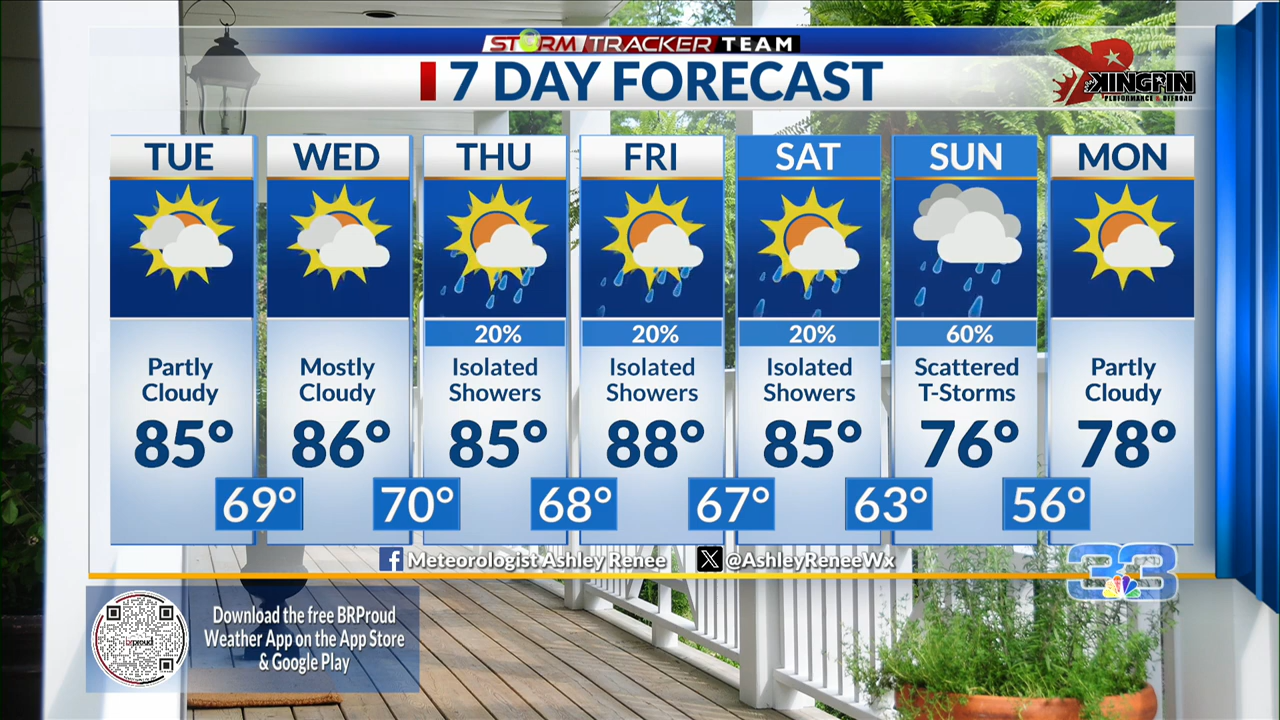 STORM TRACKER TEAM
7 DAY FORECAST
KINGPIN
PERFORMANCE & OFFROAD
TUE WED THU FRI SAT SUN MON
20% 20% 20% 60%
Partly Mostly Isolated Isolated Isolated Scattered Partly
Cloudy Cloudy Showers Showers Showers T-Storms Cloudy
85° 86° 85° 88° 85° 76° 78°
69° 70° 68° 67° 63° 56°
Meteorologist Ashley Renee @AshleyReneeWx
33
brproud
Download the free BRProud
Weather App on the App Store
& Google Play